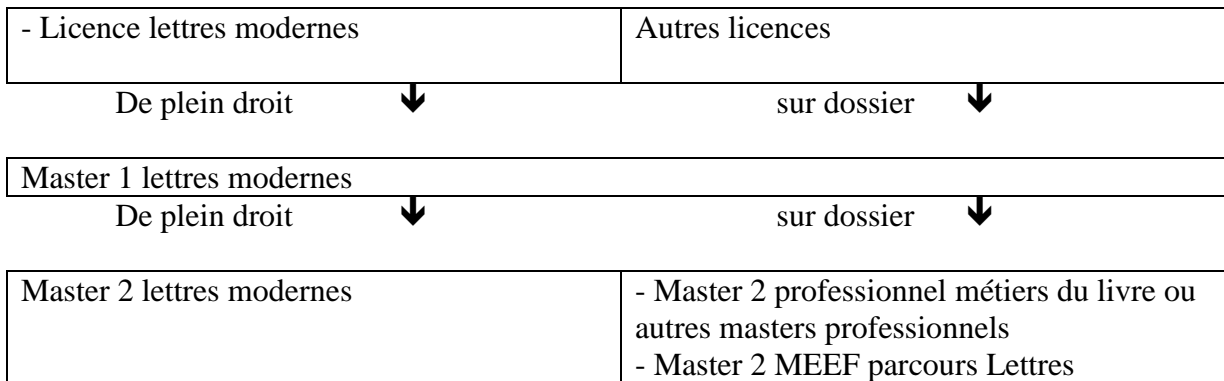 - Licence lettres modernes
Autres licences
De plein droit
sur dossier
Master 1 lettres modernes
De plein droit
sur dossier
Master 2 lettres modernes
- Master 2 professionnel métiers du livre ou
autres masters professionnels
- Master 2 MEEF parcours Lettres